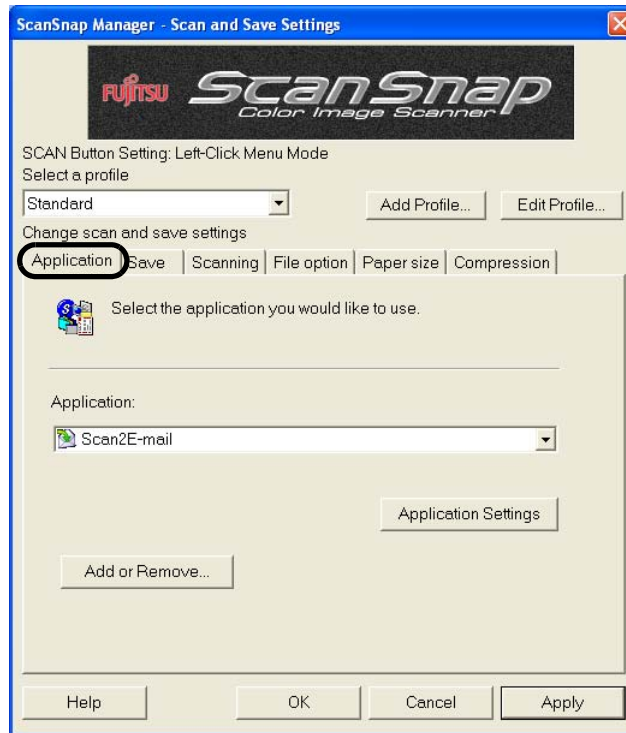 ScanSnap Manager - Scan and Save Settings
FUJITSU ScanSnap
Color Image Scanner
SCAN Button Setting: Left-Click Menu Mode
Select a profile
Standard Add Profile... Edit Profile...
Change scan and save settings
Application Save Scanning File option Paper size Compression
Select the application you would like to use.
Application:
Scan2E-mail
Application Settings
Add or Remove...
Help OK Cancel Apply